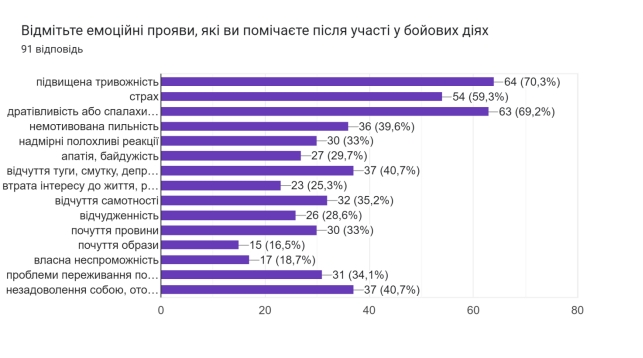 Відмітьте емоційні прояви, які ви помічаєте після участі у бойових діях
91 відповідь
підвищена тривожність 64 (70,3%)
страх 54 (59,3%)
дратівливість або спалахи… 63 (69,2%)
немотивована пильність 36 (39,6%)
надмірні полохливі реакції 30 (33%)
апатія, байдужість 27 (29,7%)
відчуття туги, смутку, депр… 37 (40,7%)
втрата інтересу до життя, р… 23 (25,3%)
відчуття самотності 32 (35,2%)
відчудженність 26 (28,6%)
почуття провини 30 (33%)
почуття образи 15 (16,5%)
власна неспроможність 17 (18,7%)
проблеми переживання по… 31 (34,1%)
незадоволення собою, ото… 37 (40,7%)
0 20 40 60 80